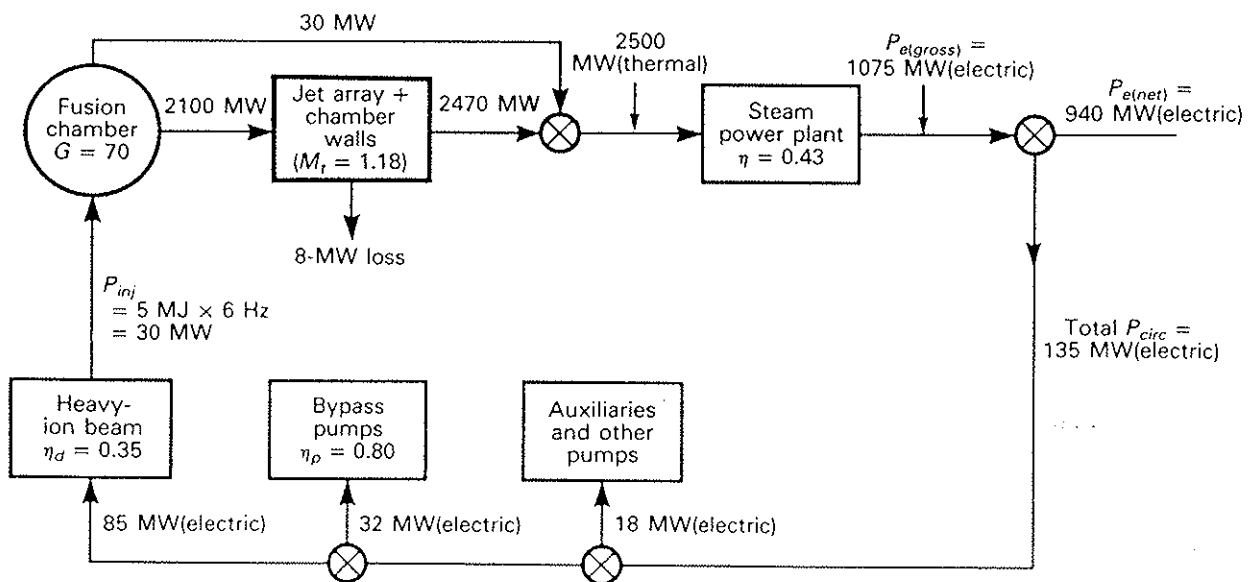 30 MW
2500
MW(thermal)
P_e(gross) =
1075 MW(electric)
P_e(net) =
940 MW(electric)
Fusion
chamber
G = 70
2100 MW
Jet array +
chamber
walls
(M_t = 1.18)
2470 MW
Steam
power plant
η = 0.43
8-MW loss
P_inj
= 5 MJ × 6 Hz
= 30 MW
Total P_circ =
135 MW(electric)
Heavy-
ion beam
η_d = 0.35
Bypass
pumps
η_ρ = 0.80
Auxiliaries
and other
pumps
85 MW(electric)
32 MW(electric)
18 MW(electric)